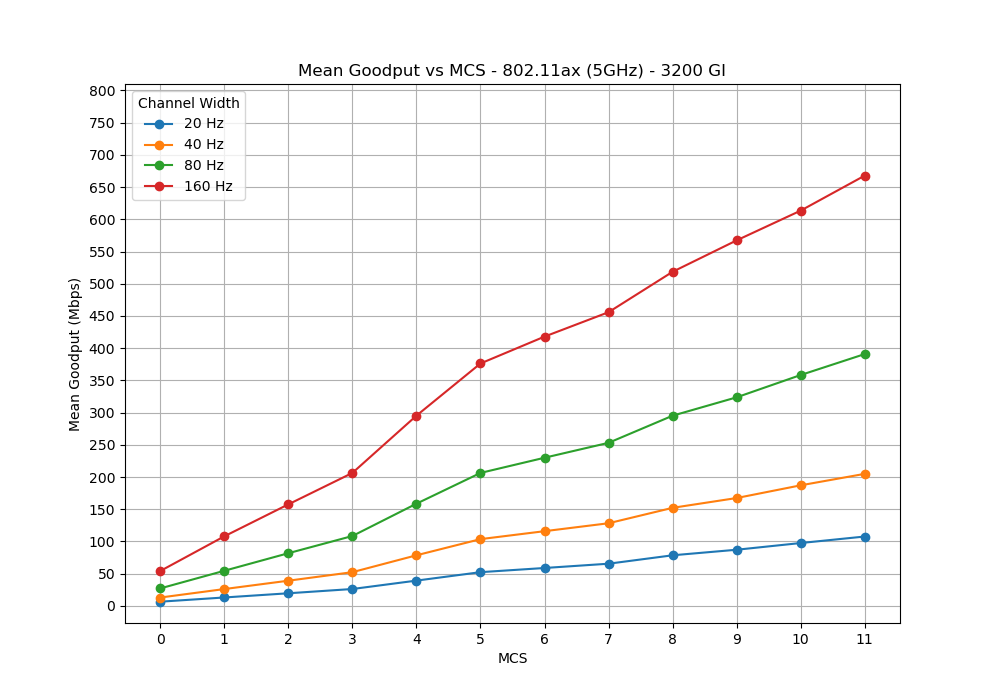 Mean Goodput vs MCS - 802.11ax (5GHz) - 3200 GI
Channel Width
20 Hz
40 Hz
80 Hz
160 Hz
Mean Goodput (Mbps)
800
750
700
650
600
550
500
450
400
350
300
250
200
150
100
50
0
0 1 2 3 4 5 6 7 8 9 10 11
MCS